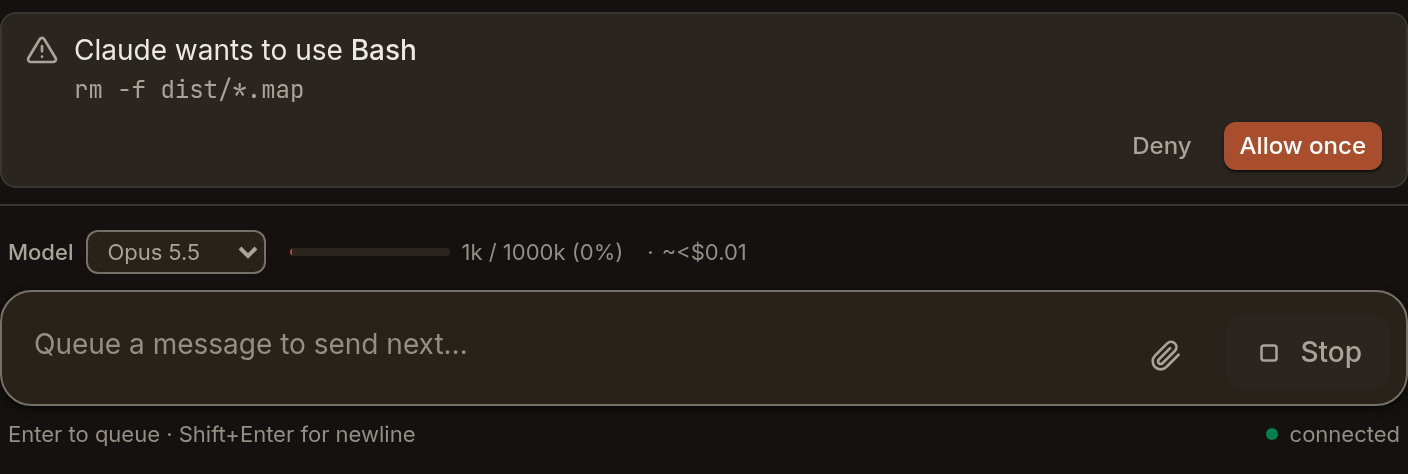 Claude wants to use Bash
rm -f dist/*.map
Deny Allow once
Model Opus 5.5 1k / 1000k (0%) · ~<$0.01
Queue a message to send next...
Stop
Enter to queue · Shift+Enter for newline connected